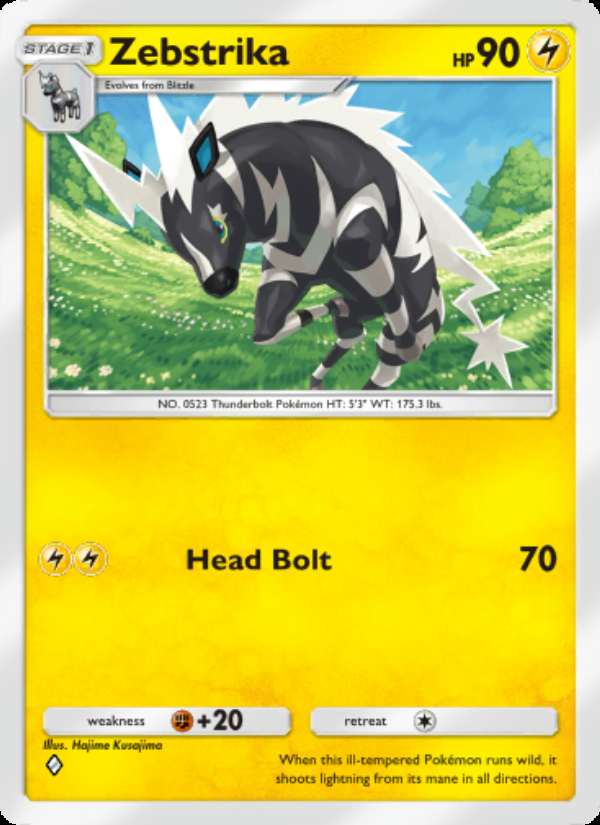 STAGE 1
Zebstrika
HP 90
Evolves from Blitzle
NO. 0523 Thunderbolt Pokémon HT: 5'3" WT: 175.3 lbs.
Head Bolt 70
weakness +20 retreat
Illus. Hajime Kusajima
When this ill-tempered Pokémon runs wild, it
shoots lightning from its mane in all directions.